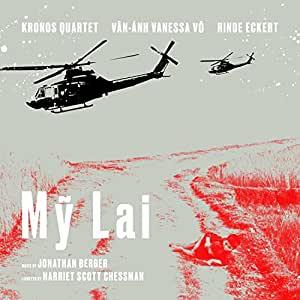 KRONOS QUARTET VÂN-ÁNH VANESSA VÕ RINDE ECKERT
Mỹ Lai
MUSIC BY JONATHAN BERGER
LIBRETTO BY HARRIET SCOTT CHESSMAN